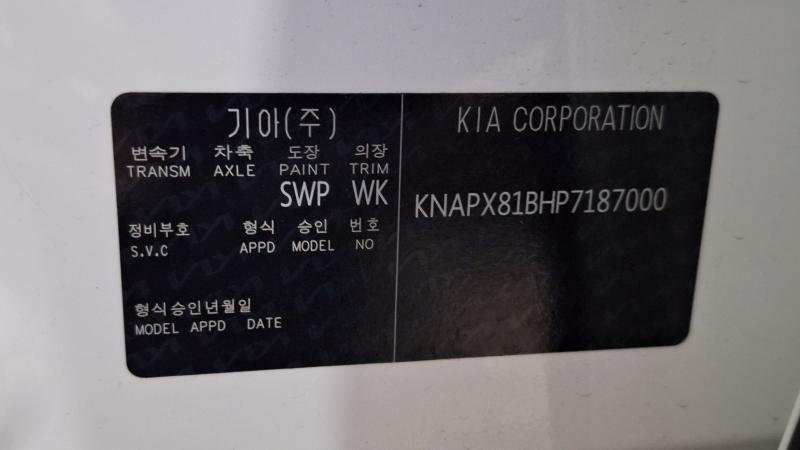 기아(주)
변속기 차축 도장 의장
TRANSM AXLE PAINT TRIM
SWP WK
정비부호 형식 승인 번호
S.V.C APPD MODEL NO
형식승인년월일
MODEL APPD DATE
KIA CORPORATION
KNAPX81BHP7187000